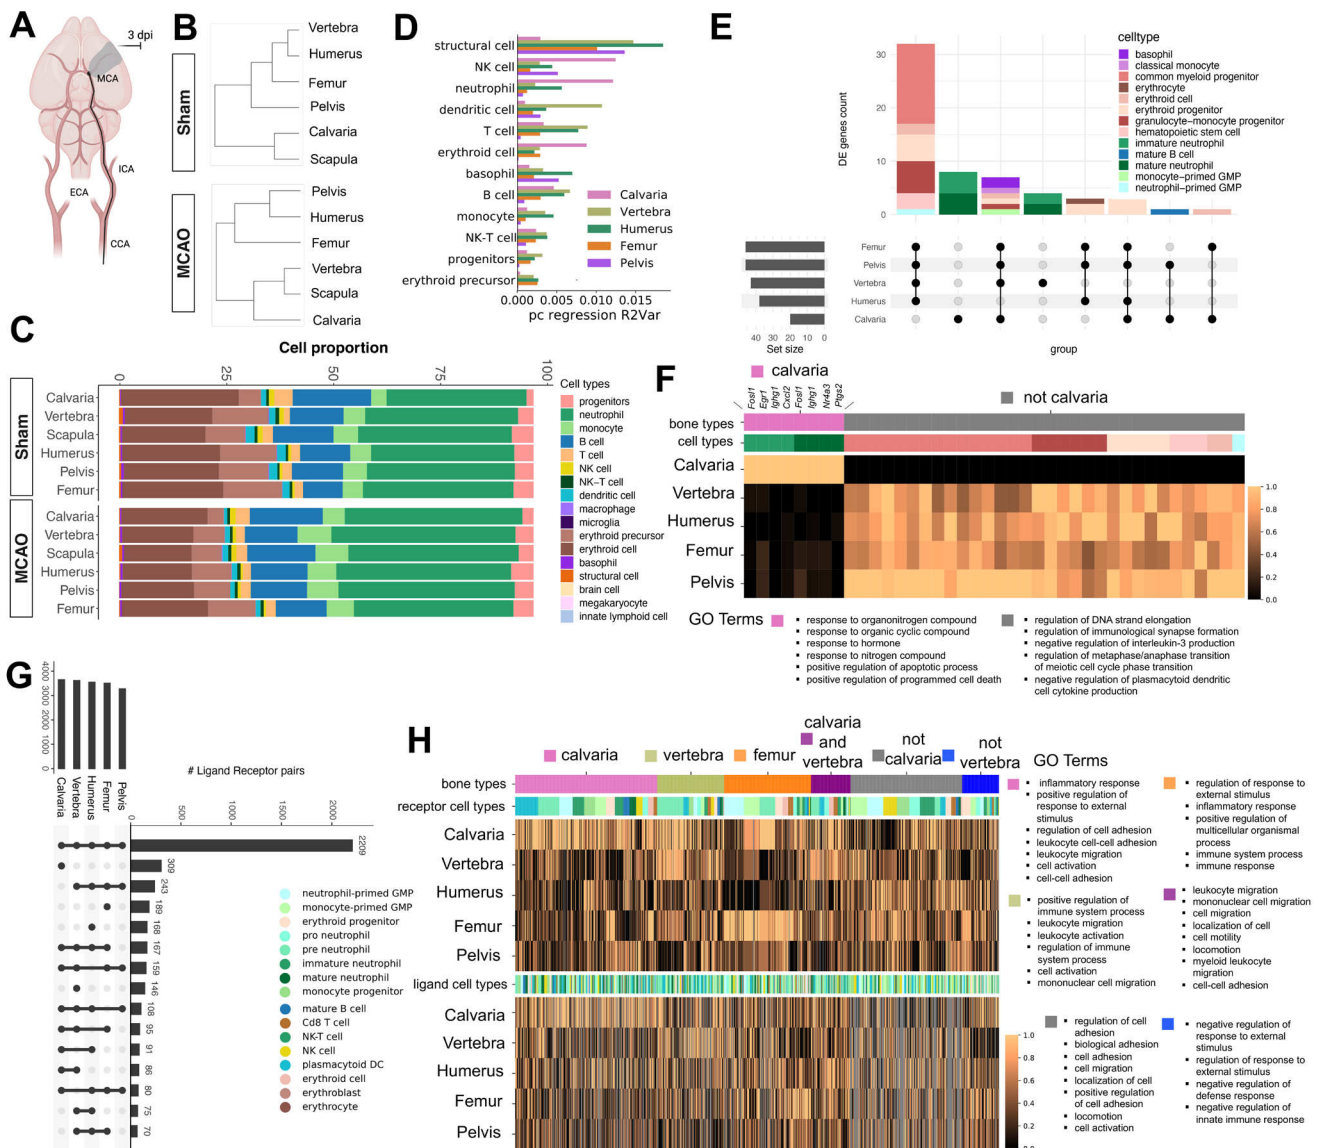 A
3 dpi
MCA
ICA
ECA
CCA
B
Sham
Vertebra
Humerus
Femur
Pelvis
Calvaria
Scapula
MCAO
Pelvis
Humerus
Femur
Vertebra
Scapula
Calvaria
D
structural cell
NK cell
neutrophil
dendritic cell
T cell
erythroid cell
basophil
B cell
monocyte
NK-T cell
progenitors
erythroid precursor
Calvaria
Vertebra
Humerus
Femur
Pelvis
0.000 0.005 0.010 0.015
pc regression R2Var
E
DE genes count
30
20
10
0
celltype
basophil
classical monocyte
common myeloid progenitor
erythrocyte
erythroid cell
erythroid progenitor
granulocyte−monocyte progenitor
hematopoietic stem cell
immature neutrophil
mature B cell
mature neutrophil
monocyte−primed GMP
neutrophil−primed GMP
Femur
Pelvis
Vertebra
Humerus
Calvaria
40 30 20 10 0
Set size
group
C
Cell proportion
0 25 50 75 100
Sham
Calvaria
Vertebra
Scapula
Humerus
Pelvis
Femur
MCAO
Calvaria
Vertebra
Scapula
Humerus
Pelvis
Femur
Cell types
progenitors
neutrophil
monocyte
B cell
T cell
NK cell
NK−T cell
dendritic cell
macrophage
microglia
erythroid precursor
erythroid cell
basophil
structural cell
brain cell
megakaryocyte
innate lymphoid cell
F
calvaria
not calvaria
Fosl1 Egr1 Ighg1 Cxcl2 Fosl1 Ighg1 Nr4a3 Ptgs2
bone types
cell types
Calvaria
Vertebra
Humerus
Femur
Pelvis
1.0
0.8
0.6
0.4
0.2
0.0
GO Terms
response to organonitrogen compound
response to organic cyclic compound
response to hormone
response to nitrogen compound
positive regulation of apoptotic process
positive regulation of programmed cell death
regulation of DNA strand elongation
regulation of immunological synapse formation
negative regulation of interleukin-3 production
regulation of metaphase/anaphase transition
of meiotic cell cycle phase transition
negative regulation of plasmacytoid dendritic
cell cytokine production
G
4000
3000
2000
1000
0
Calvaria
Vertebra
Humerus
Femur
Pelvis
# Ligand Receptor pairs
0 5000 10000 15000 20000
2209
309
243
189
168
167
159
146
108
95
91
86
80
75
70
neutrophil-primed GMP
monocyte-primed GMP
erythroid progenitor
pro neutrophil
pre neutrophil
immature neutrophil
mature neutrophil
monocyte progenitor
mature B cell
Cd8 T cell
NK-T cell
NK cell
plasmacytoid DC
erythroid cell
erythroblast
erythrocyte
H
calvaria
vertebra
femur
calvaria
and
vertebra
not
calvaria
not
vertebra
bone types
receptor cell types
Calvaria
Vertebra
Humerus
Femur
Pelvis
ligand cell types
Calvaria
Vertebra
Humerus
Femur
Pelvis
1.0
0.8
0.6
0.4
0.2
0.0
GO Terms
inflammatory response
positive regulation of
response to external
stimulus
regulation of cell adhesion
leukocyte cell-cell adhesion
leukocyte migration
cell activation
cell-cell adhesion
positive regulation of
immune system process
leukocyte migration
leukocyte activation
regulation of immune
system process
cell activation
mononuclear cell migration
regulation of cell
adhesion
biological adhesion
cell adhesion
cell migration
localization of cell
positive regulation
of cell adhesion
locomotion
cell activation
regulation of response to
external stimulus
inflammatory response
positive regulation of
multicellular organismal
process
immune system process
immune response
leukocyte migration
mononuclear cell migration
cell migration
localization of cell
cell motility
locomotion
myeloid leukocyte
migration
cell-cell adhesion
negative regulation of
response to external
stimulus
regulation of response to
external stimulus
negative regulation of
defense response
negative regulation of
innate immune response